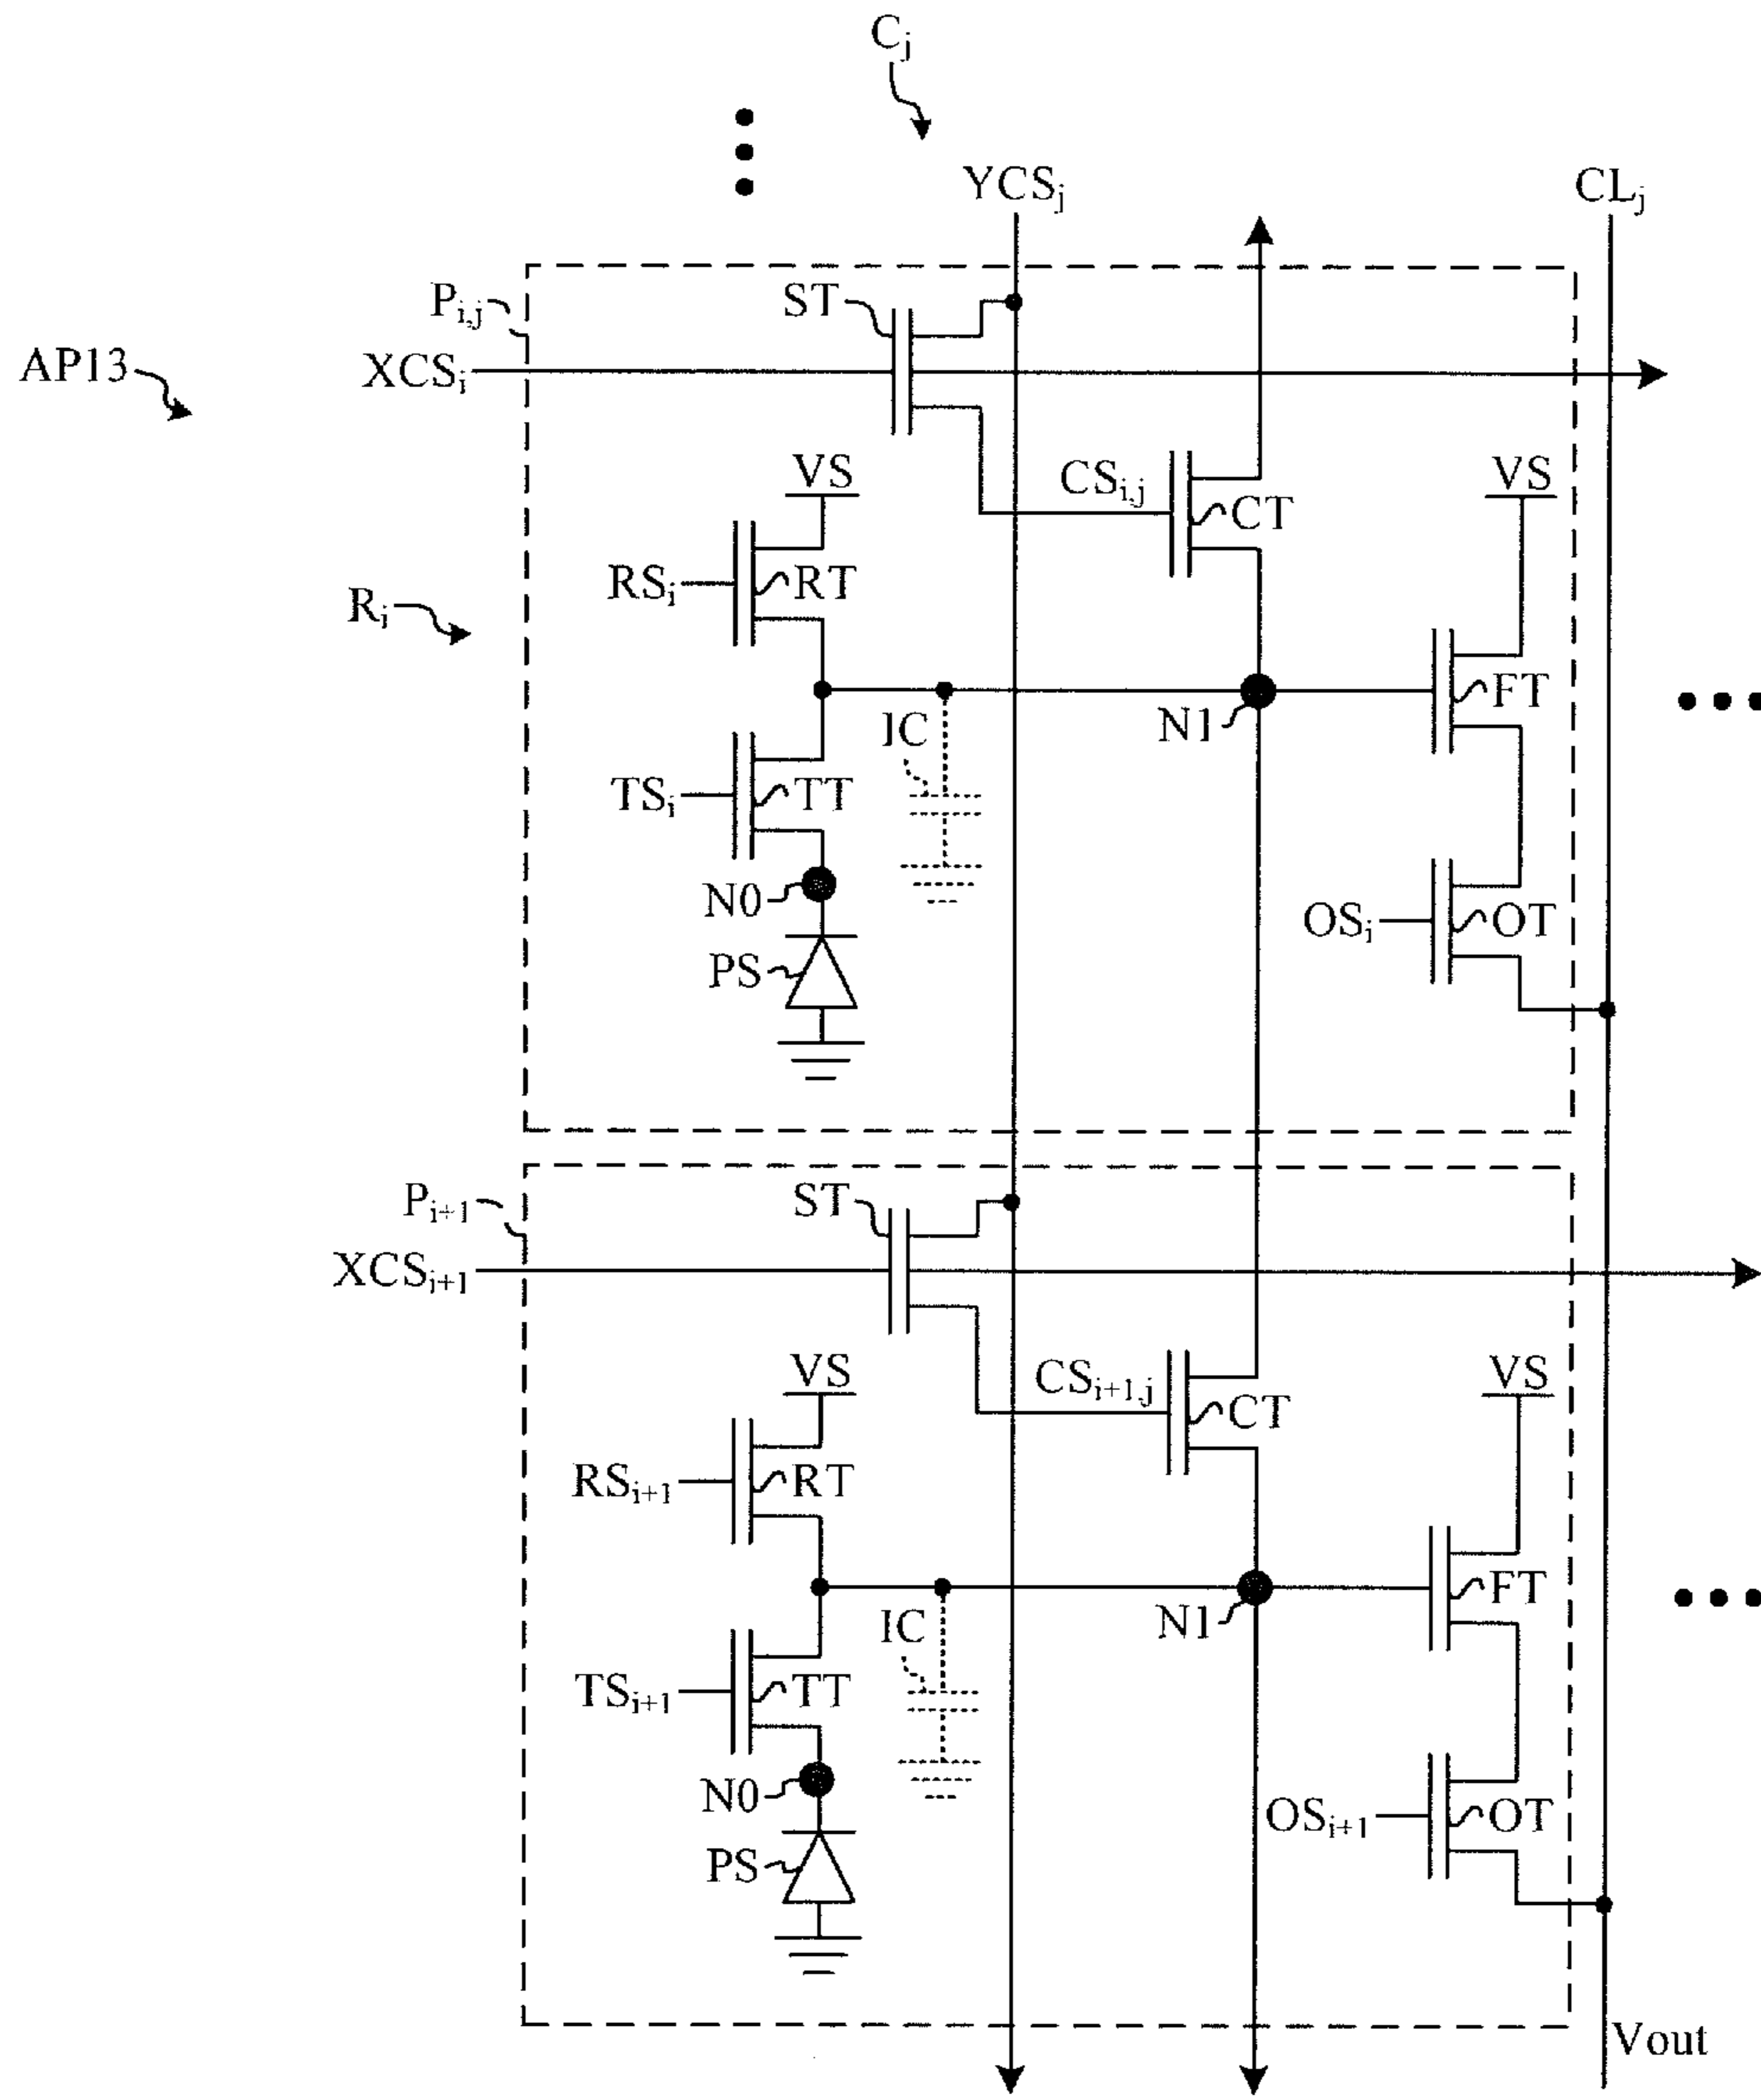 C_j
YCS_j
CL_j
P_i,j
ST
AP13
XCS_i
VS
CS_i,j
CT
VS
RS_i
RT
R_i
FT
N1
IC
TS_i
TT
N0
OS_i
OT
PS
P_i+1
ST
XCS_i+1
VS
CS_i+1,j
CT
VS
RS_i+1
RT
FT
N1
IC
TS_i+1
TT
N0
OS_i+1
OT
PS
Vout